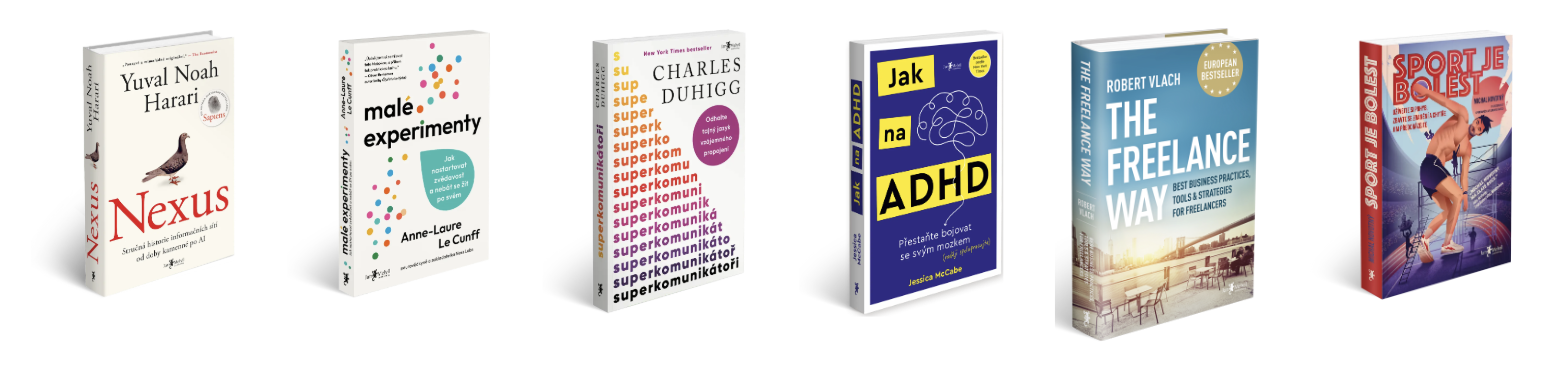 Yuval Noah
Harari
Sapiens
Nexus
Stručná historie informačních sítí
od doby kamenné po AI
Yuval Noah
Harari
Nexus
malé
experimenty
Jak
nastartovat
zvědavost
a nebát se žít
po svém
Anne-Laure
Le Cunff
Anne-Laure
Le Cunff
malé experimenty
New York Times bestseller
CHARLES
DUHIGG
Odhalte
tajný jazyk
vzájemného
propojení
s
su
sup
supe
super
superk
superko
superkom
superkomu
superkomun
superkomuni
superkomunik
superkomuniká
superkomunikát
superkomunikáto
superkomunikátoř
superkomunikátoři
CHARLES
DUHIGG
superkomunikátoři
Jak
na
ADHD
Přestaňte bojovat
se svým mozkem
Jessica McCabe
Jak na ADHD
Jessica
McCabe
EUROPEAN
BESTSELLER
ROBERT VLACH
THE
FREELANCE
WAY
BEST BUSINESS PRACTICES,
TOOLS & STRATEGIES
FOR FREELANCERS
THE FREELANCE WAY
ROBERT
VLACH
SPORT JE
BOLEST
SPORT JE BOLEST